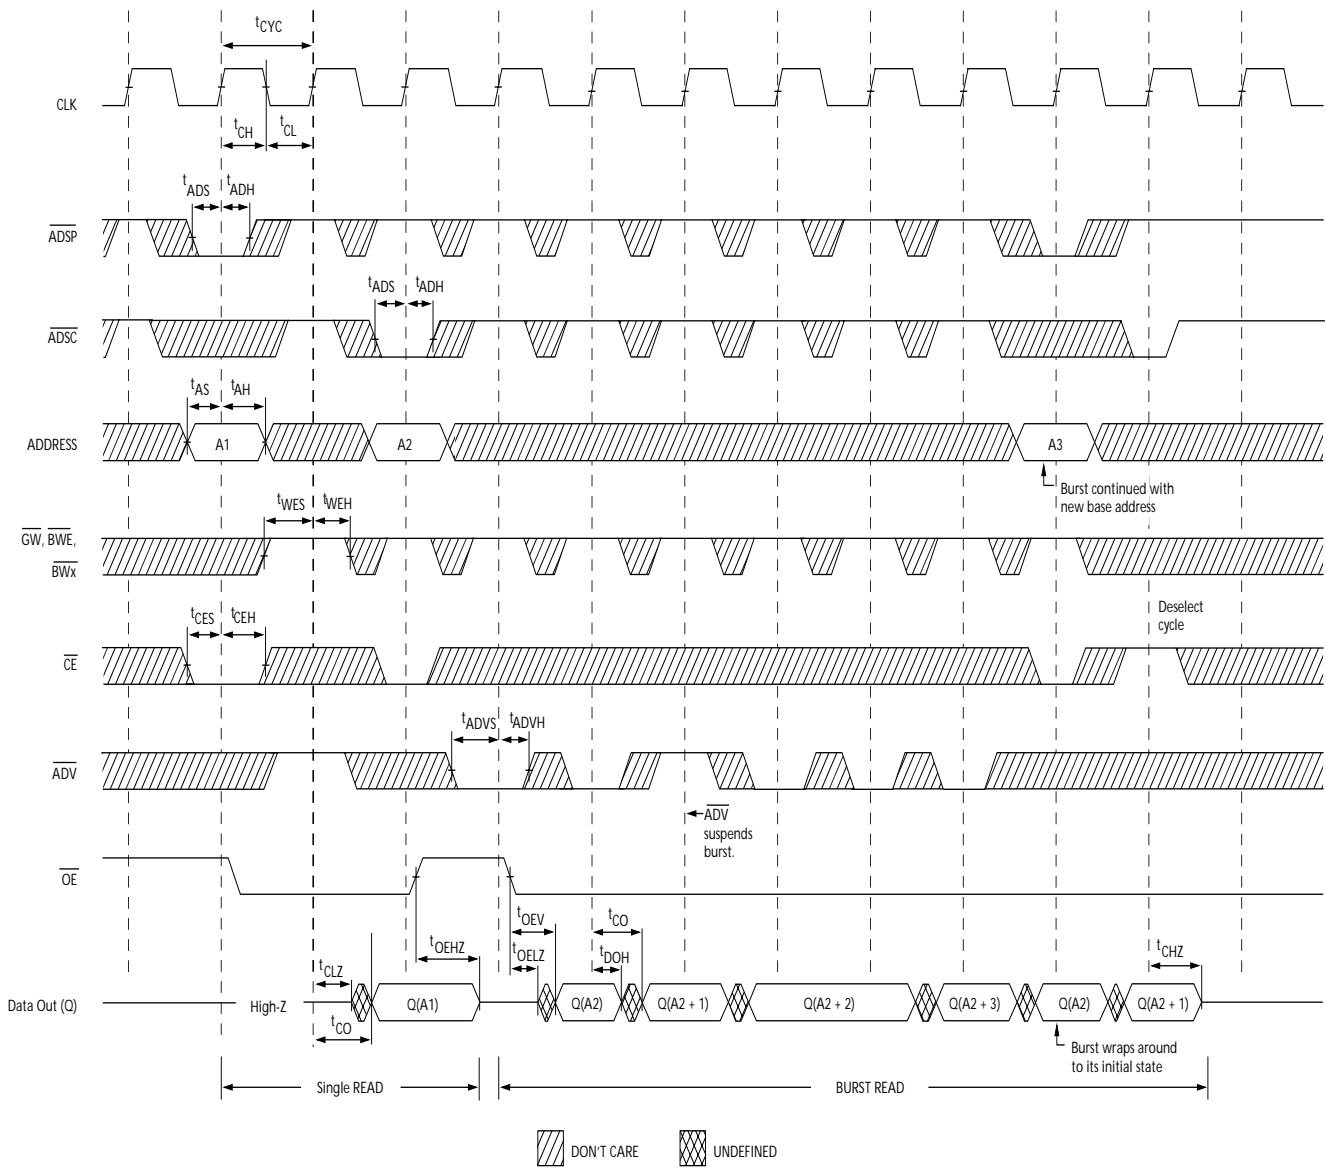 tCYC
CLK
tCH
tCL
tADS
tADH
ADSP
tADS
tADH
ADSC
tAS
tAH
ADDRESS
A1
A2
A3
Burst continued with
new base address
tWES
tWEH
GW, BWE,
BWx
tCES
tCEH
Deselect
cycle
CE
tADVS
tADVH
ADV
ADV
suspends
burst.
OE
tOEV
tCO
tOEHZ
tOELZ
tDOH
tCLZ
tCHZ
Data Out (Q)
High-Z
Q(A1)
Q(A2)
Q(A2 + 1)
Q(A2 + 2)
Q(A2 + 3)
Q(A2)
Q(A2 + 1)
tCO
Burst wraps around
to its initial state
Single READ
BURST READ
DON'T CARE
UNDEFINED